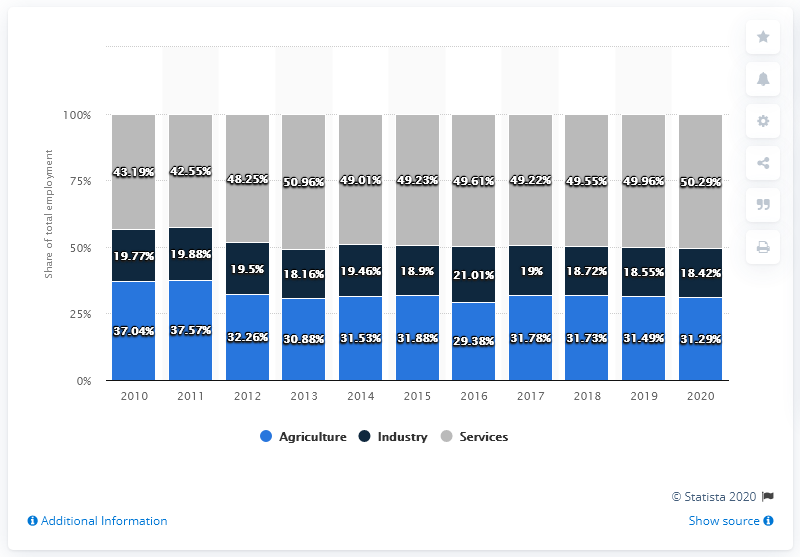 Share of total employment
100%
75%
50%
25%
0%
43.19% 42.55% 48.25% 50.96% 49.01% 49.23% 49.61% 49.22% 49.55% 49.96% 50.29%
19.77% 19.88% 19.5% 18.16% 19.46% 18.9% 21.01% 19% 18.72% 18.55% 18.42%
37.04% 37.57% 32.26% 30.88% 31.53% 31.88% 29.38% 31.78% 31.73% 31.49% 31.29%
2010 2011 2012 2013 2014 2015 2016 2017 2018 2019 2020
Agriculture Industry Services
© Statista 2020
Additional Information Show source